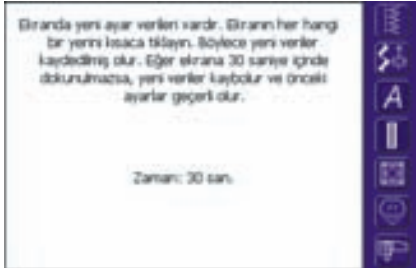 Ekranda yeni ayar verileri vardır. Ekranın her hangi
bir yerini kısaca tıklayın. Böylece yeni veriler
kaydedilmiş olur. Eğer ekrana 30 saniye içinde
dokunulmazsa, yeni veriler kaybolur ve önceki
ayarlar geçerli olur.
Zaman: 30 san.
A